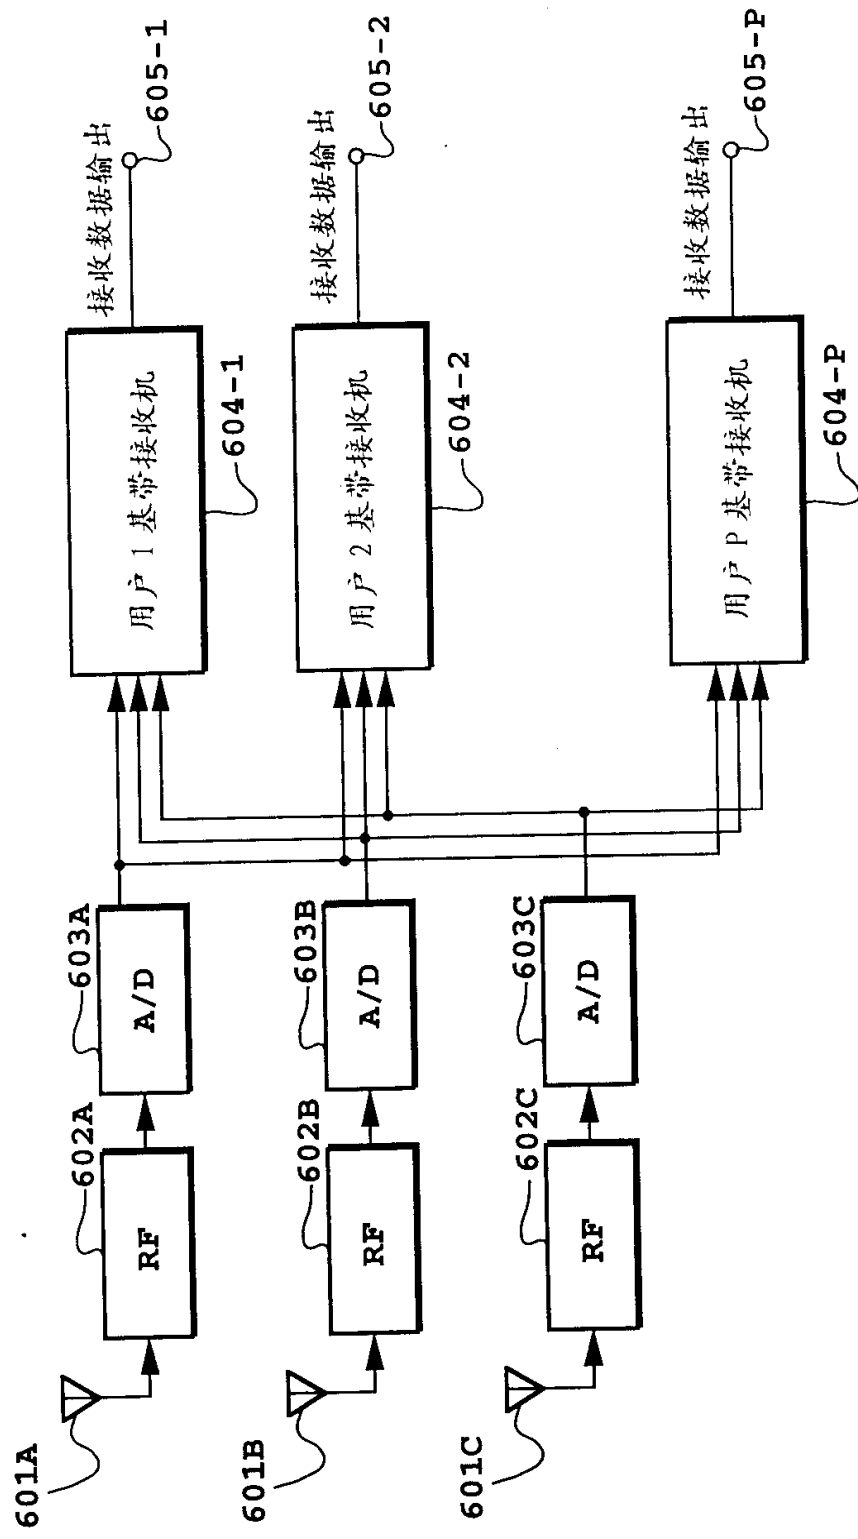 601A
602A
RF
603A
A/D
用户1基带接收机
604-1
接收数据输出
605-1
601B
602B
RF
603B
A/D
用户2基带接收机
604-2
接收数据输出
605-2
601C
602C
RF
603C
A/D
用户P基带接收机
604-P
接收数据输出
605-P